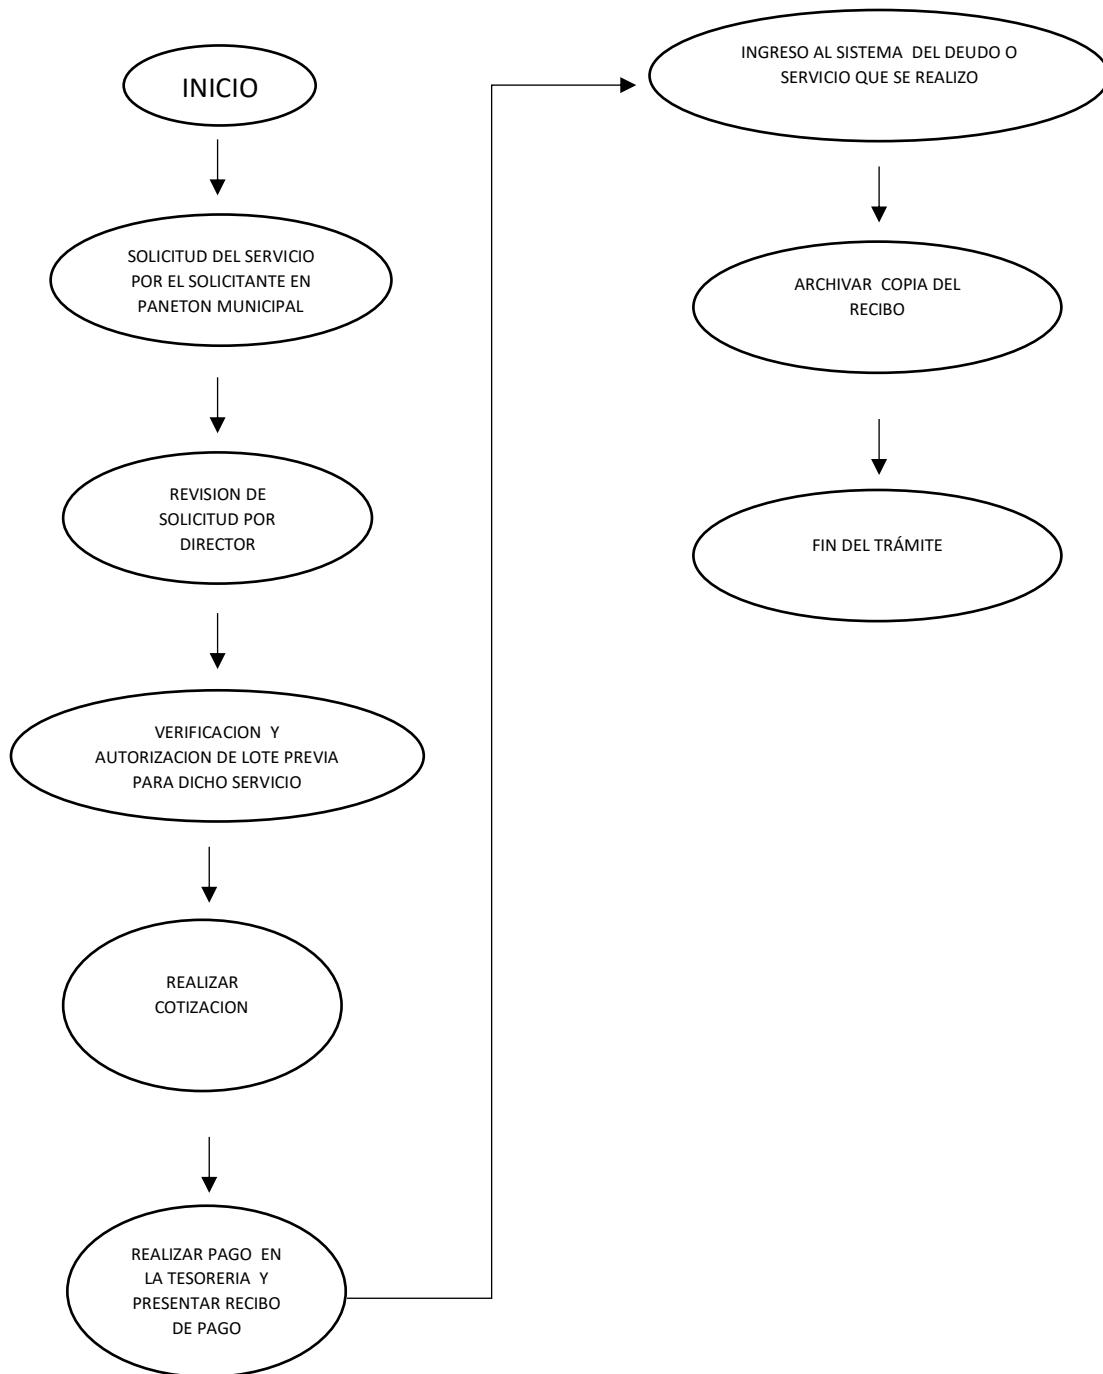 INICIO
SOLICITUD DEL SERVICIO
POR EL SOLICITANTE EN
PANETON MUNICIPAL
REVISION DE
SOLICITUD POR
DIRECTOR
VERIFICACION Y
AUTORIZACION DE LOTE PREVIA
PARA DICHO SERVICIO
REALIZAR
COTIZACION
REALIZAR PAGO EN
LA TESORERIA Y
PRESENTAR RECIBO
DE PAGO
INGRESO AL SISTEMA DEL DEUDO O
SERVICIO QUE SE REALIZO
ARCHIVAR COPIA DEL
RECIBO
FIN DEL TRÁMITE